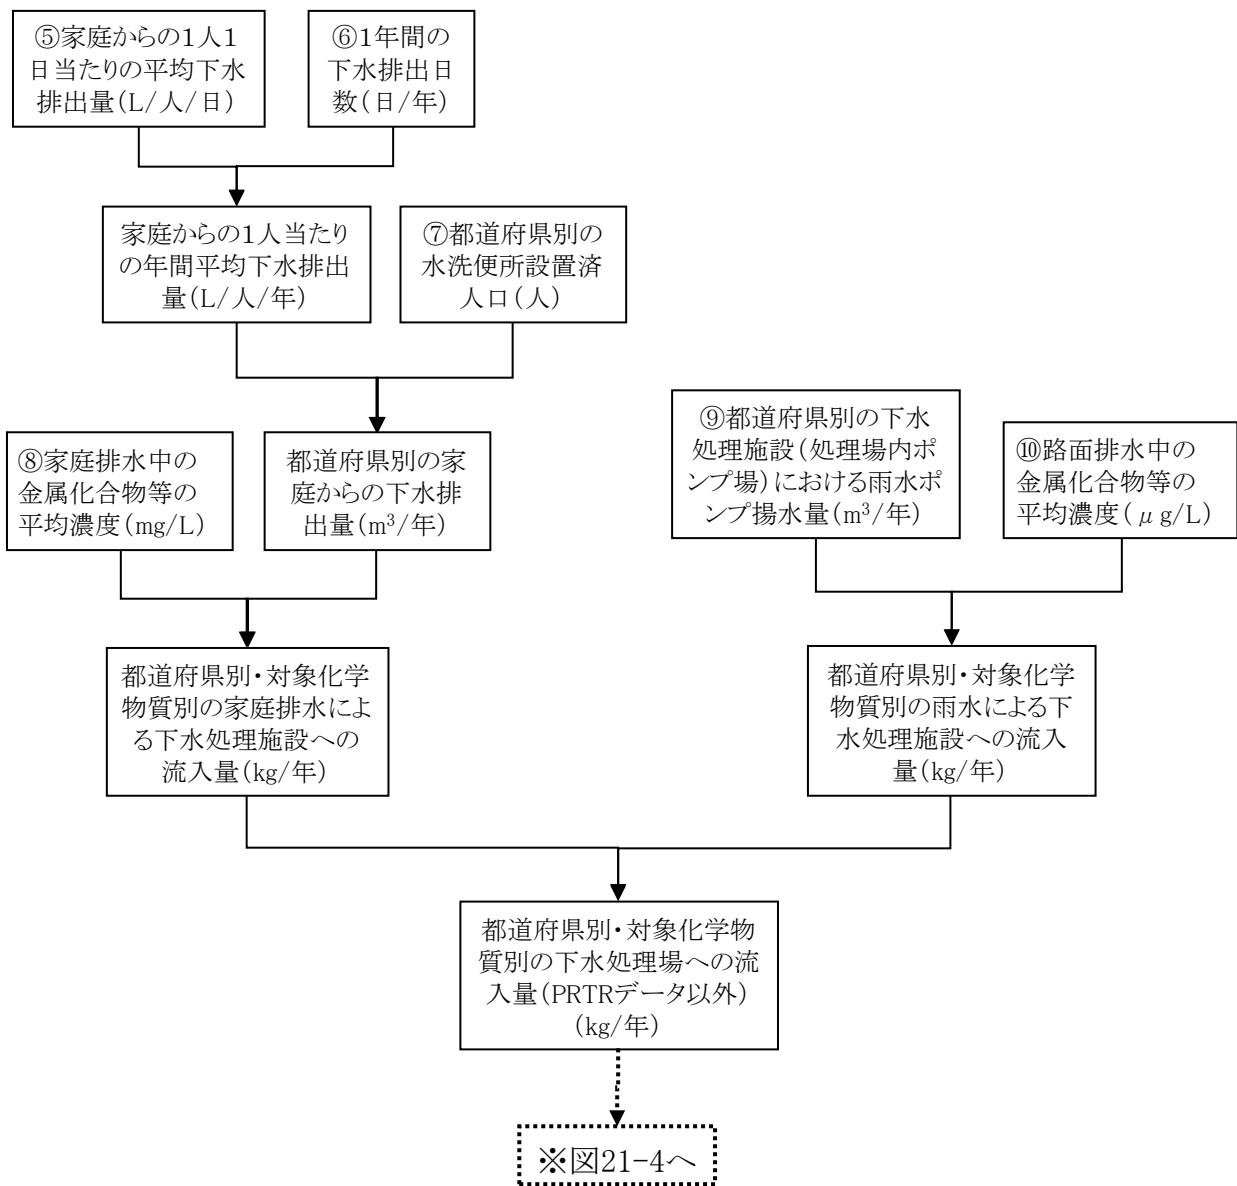 ⑤家庭からの1人1
日当たりの平均下水
排出量(L/人/日)
⑥1年間の
下水排出日
数(日/年)
家庭からの1人当たり
の年間平均下水排出
量(L/人/年)
⑦都道府県別の
水洗便所設置済
人口(人)
⑧家庭排水中の
金属化合物等の
平均濃度(mg/L)
都道府県別の家
庭からの下水排
出量(m³/年)
⑨都道府県別の下水
処理施設(処理場内ポ
ンプ場)における雨水ポ
ンプ揚水量(m³/年)
⑩路面排水中の
金属化合物等の
平均濃度(μg/L)
都道府県別・対象化学
物質別の家庭排水によ
る下水処理施設への
流入量(kg/年)
都道府県別・対象化学
物質別の雨水による下
水処理施設への流入
量(kg/年)
都道府県別・対象化学物
質別の下水処理場への流
入量(PRTRデータ以外)
(kg/年)
※図21-4へ